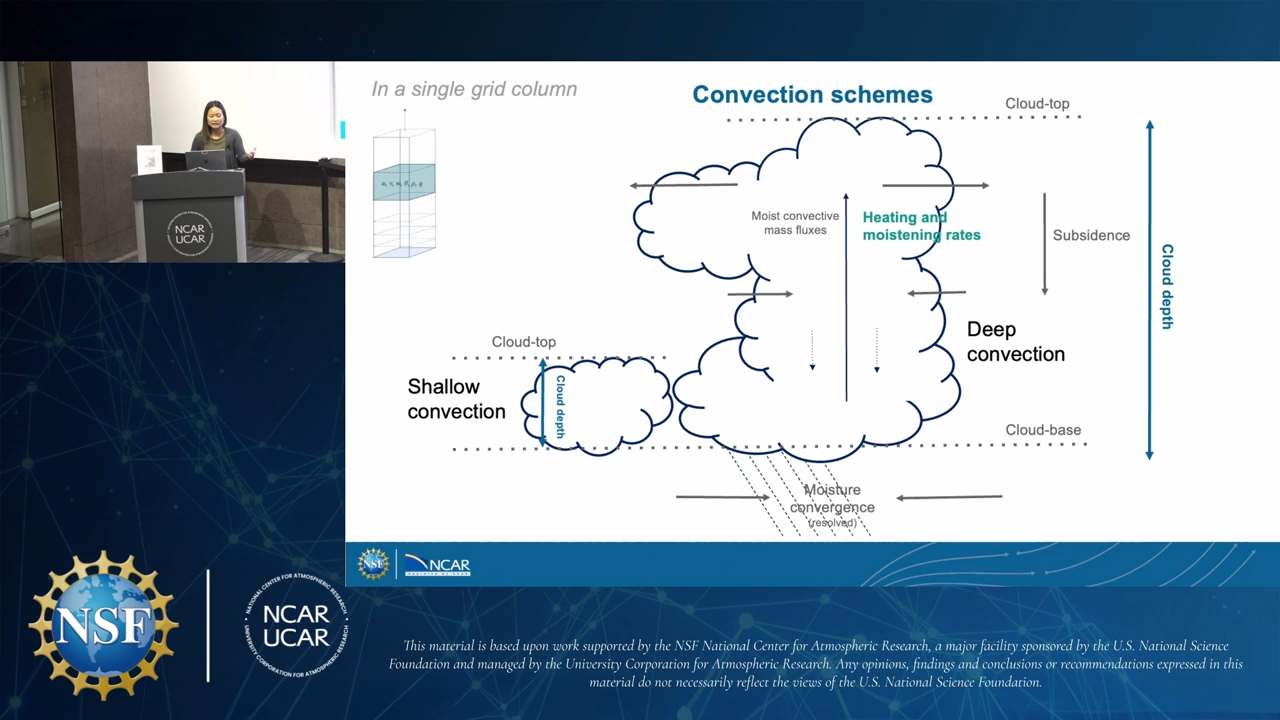 In a single grid column
Convection schemes
Cloud-top
Moist convective
mass fluxes
Heating and
moistening rates
Subsidence
Cloud depth
Cloud-top
Shallow
convection
Cloud depth
Deep
convection
Cloud-base
Moisture
convergence
(resolved)
NCAR
UCAR
NCAR
NSF
NATIONAL CENTER FOR ATMOSPHERIC RESEARCH
UNIVERSITY CORPORATION FOR ATMOSPHERIC RESEARCH
NCAR
UCAR
This material is based upon work supported by the NSF National Center for Atmospheric Research, a major facility sponsored by the U.S. National Science
Foundation and managed by the University Corporation for Atmospheric Research. Any opinions, findings and conclusions or recommendations expressed in this
material do not necessarily reflect the views of the U.S. National Science Foundation.